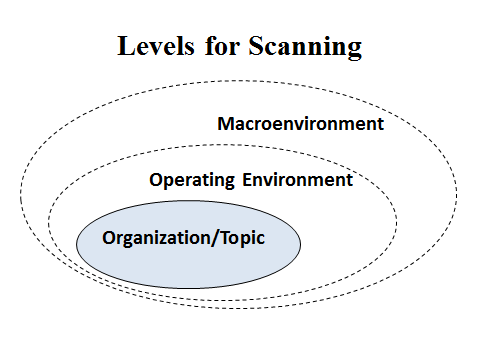 Levels for Scanning
Macroenvironment
Operating Environment
Organization/Topic